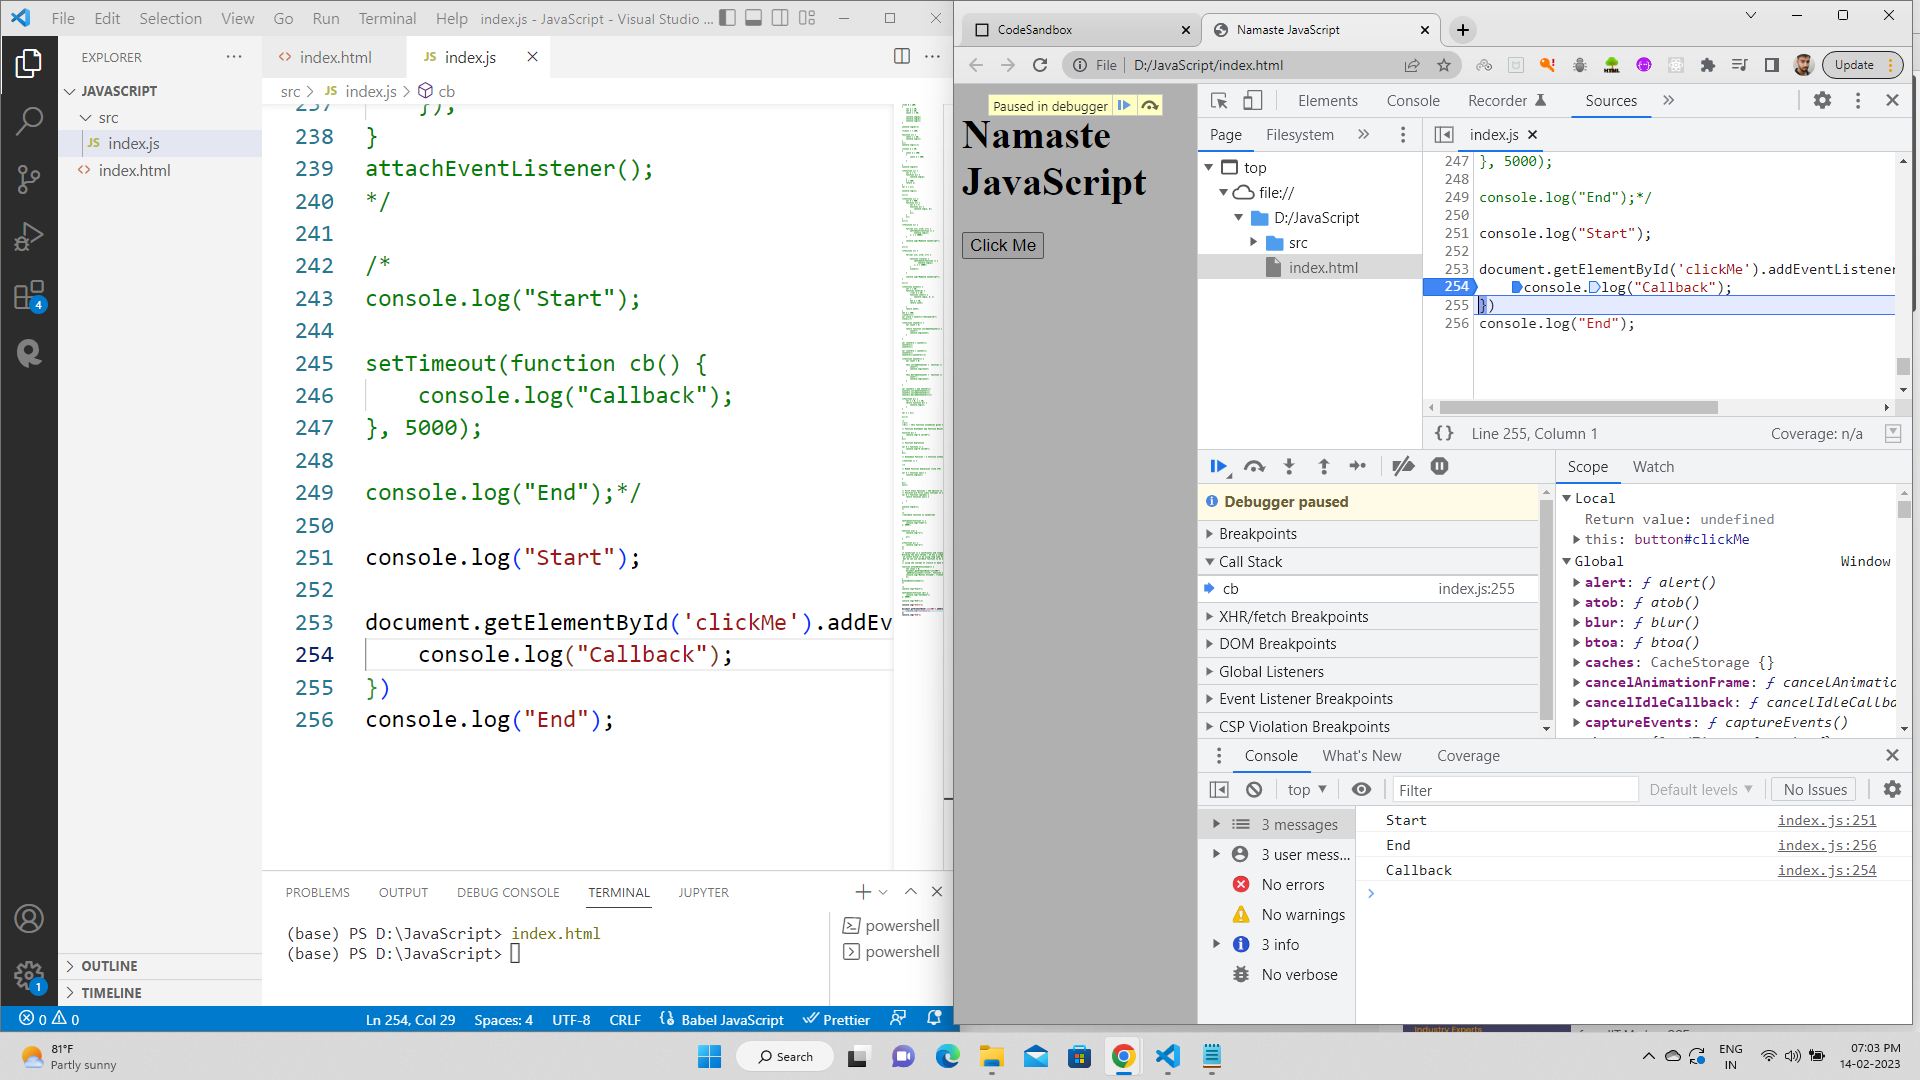 File Edit Selection View Go Run Terminal Help index.js - JavaScript - Visual Studio ...
EXPLORER
JAVASCRIPT
src
JS index.js
index.html
OUTLINE
TIMELINE
4
1
index.html
JS index.js
src > JS index.js > cb
237 });
238 }
239 attachEventListener();
240 */
241
242 /*
243 console.log("Start");
244
245 setTimeout(function cb() {
246 console.log("Callback");
247 }, 5000);
248
249 console.log("End");*/
250
251 console.log("Start");
252
253 document.getElementById('clickMe').addEv
254 console.log("Callback");
255 })
256 console.log("End");
PROBLEMS OUTPUT DEBUG CONSOLE TERMINAL JUPYTER
(base) PS D:\JavaScript> index.html
(base) PS D:\JavaScript>
powershell
powershell
0 0 Ln 254, Col 29 Spaces: 4 UTF-8 CRLF Babel JavaScript Prettier
CodeSandbox
Namaste JavaScript
File D:/JavaScript/index.html
Update
Paused in debugger
Namaste
JavaScript
Click Me
Elements Console Recorder Sources
Page Filesystem
index.js
top
file://
D:/JavaScript
src
index.html
247 }, 5000);
248
249 console.log("End");*/
250
251 console.log("Start");
252
253 document.getElementById('clickMe').addEventListener
254 console.log("Callback");
255 })
256 console.log("End");
{} Line 255, Column 1 Coverage: n/a
Debugger paused
Breakpoints
Call Stack
cb index.js:255
XHR/fetch Breakpoints
DOM Breakpoints
Global Listeners
Event Listener Breakpoints
CSP Violation Breakpoints
Scope Watch
Local
Return value: undefined
this: button#clickMe
Global Window
alert: ƒ alert()
atob: ƒ atob()
blur: ƒ blur()
btoa: ƒ btoa()
caches: CacheStorage {}
cancelAnimationFrame: ƒ cancelAnimatio
cancelIdleCallback: ƒ cancelIdleCallba
captureEvents: ƒ captureEvents()
Console What's New Coverage
top Filter Default levels No Issues
3 messages
3 user mess...
No errors
No warnings
3 info
No verbose
Start index.js:251
End index.js:256
Callback index.js:254
Industry Experts
81°F
Partly sunny
Search
ENG
IN
07:03 PM
14-02-2023